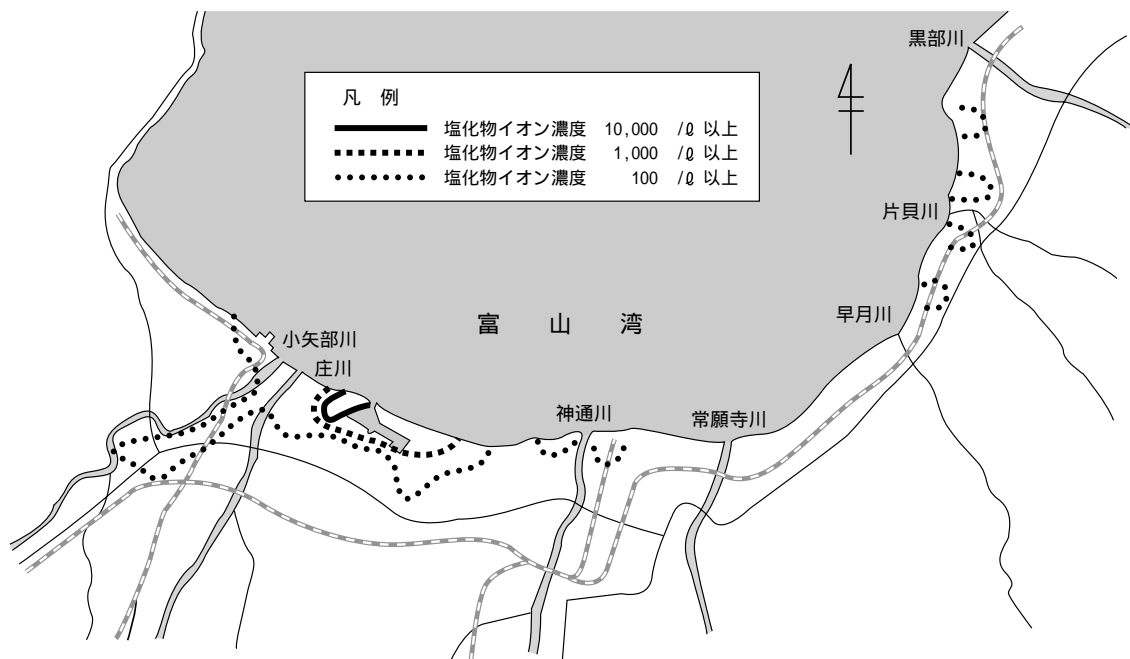 黒部川
凡 例
塩化物イオン濃度 10,000 /ℓ 以上
塩化物イオン濃度 1,000 /ℓ 以上
塩化物イオン濃度 100 /ℓ 以上
片貝川
早月川
富 山 湾
小矢部川
庄川
神通川
常願寺川